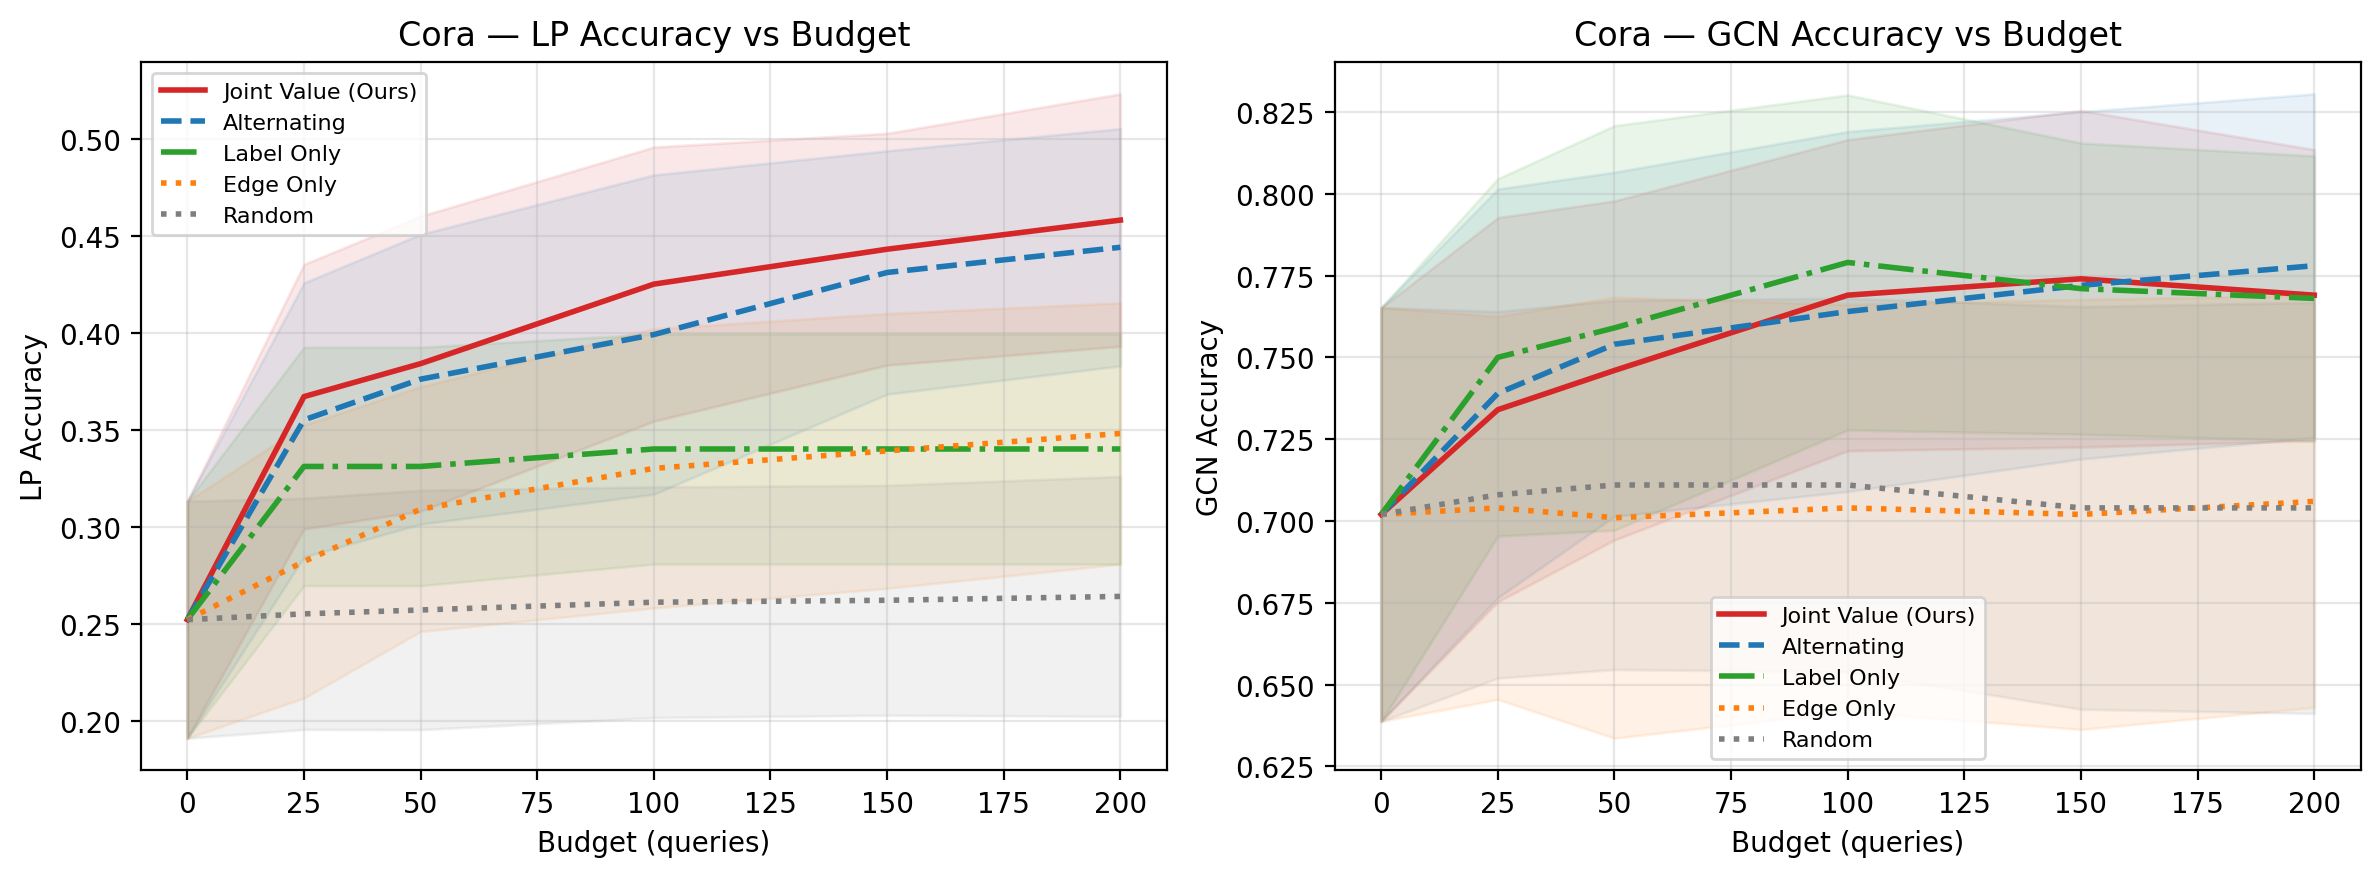 Cora — LP Accuracy vs Budget
LP Accuracy
0.50
0.45
0.40
0.35
0.30
0.25
0.20
Joint Value (Ours)
Alternating
Label Only
Edge Only
Random
0 25 50 75 100 125 150 175 200
Budget (queries)
Cora — GCN Accuracy vs Budget
GCN Accuracy
0.825
0.800
0.775
0.750
0.725
0.700
0.675
0.650
0.625
Joint Value (Ours)
Alternating
Label Only
Edge Only
Random
0 25 50 75 100 125 150 175 200
Budget (queries)